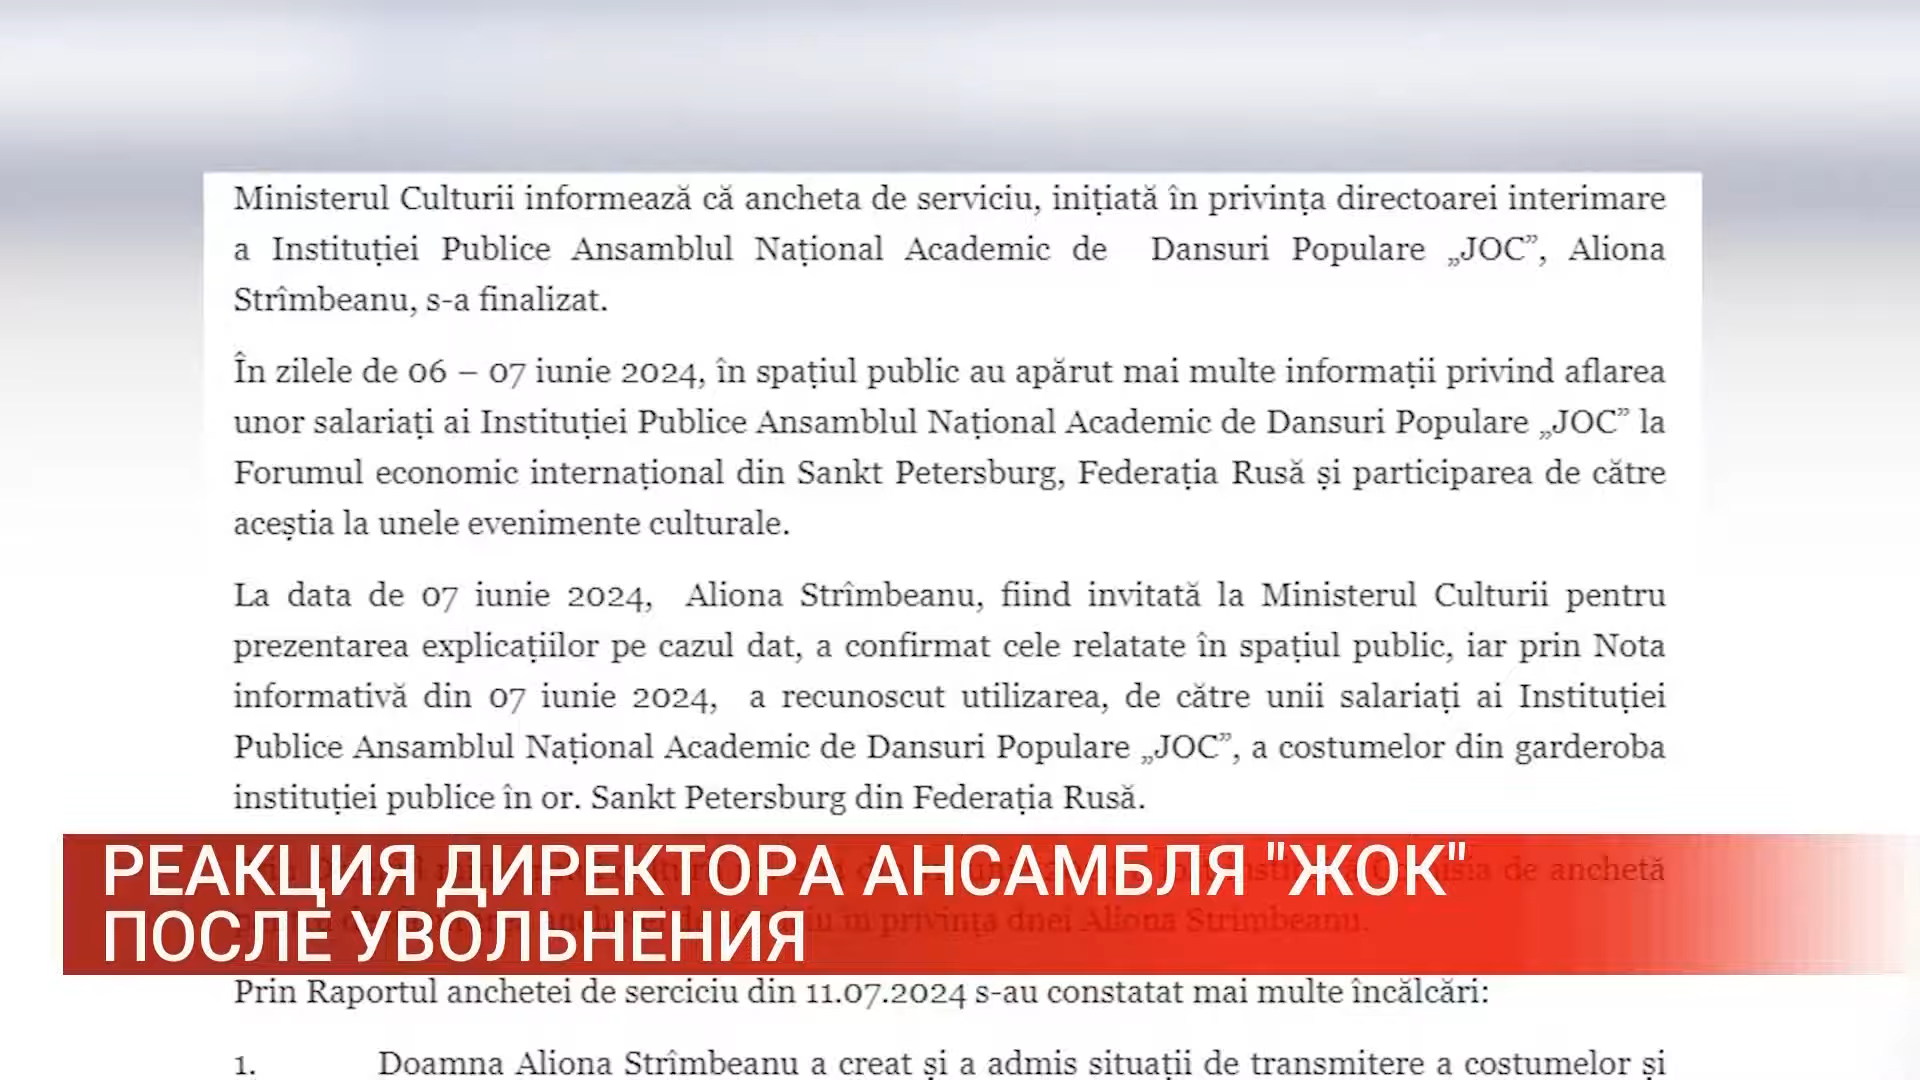 Ministerul Culturii informează că ancheta de serviciu, inițiată în privința directoarei interimare
a Instituției Publice Ansamblul Național Academic de Dansuri Populare „JOC”, Aliona
Strîmbeanu, s-a finalizat.
În zilele de 06 – 07 iunie 2024, în spațiul public au apărut mai multe informații privind aflarea
unor salariați ai Instituției Publice Ansamblul Național Academic de Dansuri Populare „JOC” la
Forumul economic internațional din Sankt Petersburg, Federația Rusă și participarea de către
aceștia la unele evenimente culturale.
La data de 07 iunie 2024, Aliona Strîmbeanu, fiind invitată la Ministerul Culturii pentru
prezentarea explicațiilor pe cazul dat, a confirmat cele relatate în spațiul public, iar prin Nota
informativă din 07 iunie 2024, a recunoscut utilizarea, de către unii salariați ai Instituției
Publice Ansamblul Național Academic de Dansuri Populare „JOC”, a costumelor din garderoba
instituției publice în or. Sankt Petersburg din Federația Rusă.
РЕАКЦИЯ ДИРЕКТОРА АНСАМБЛЯ "ЖОК"
ПОСЛЕ УВОЛЬНЕНИЯ
de anchetă
în privința dnei Aliona Strîmbeanu.
Prin Raportul anchetei de serciciu din 11.07.2024 s-au constatat mai multe încălcări:
1. Doamna Aliona Strîmbeanu a creat și a admis situații de transmitere a costumelor și